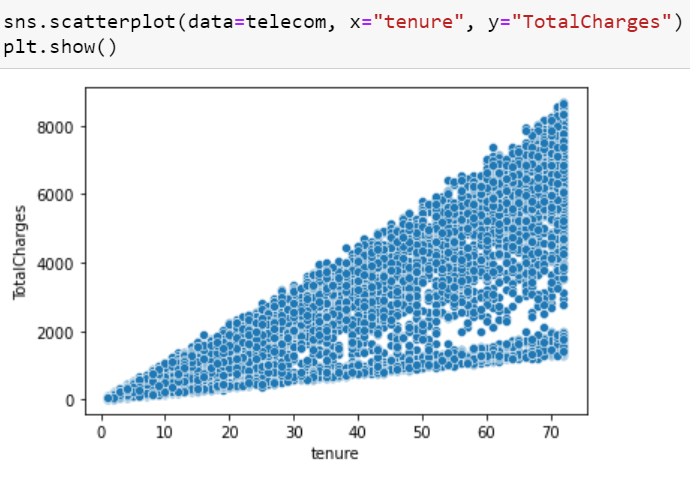 sns.scatterplot(data=telecom, x="tenure", y="TotalCharges")
plt.show()
8000
6000
4000
2000
0
TotalCharges
0 10 20 30 40 50 60 70
tenure